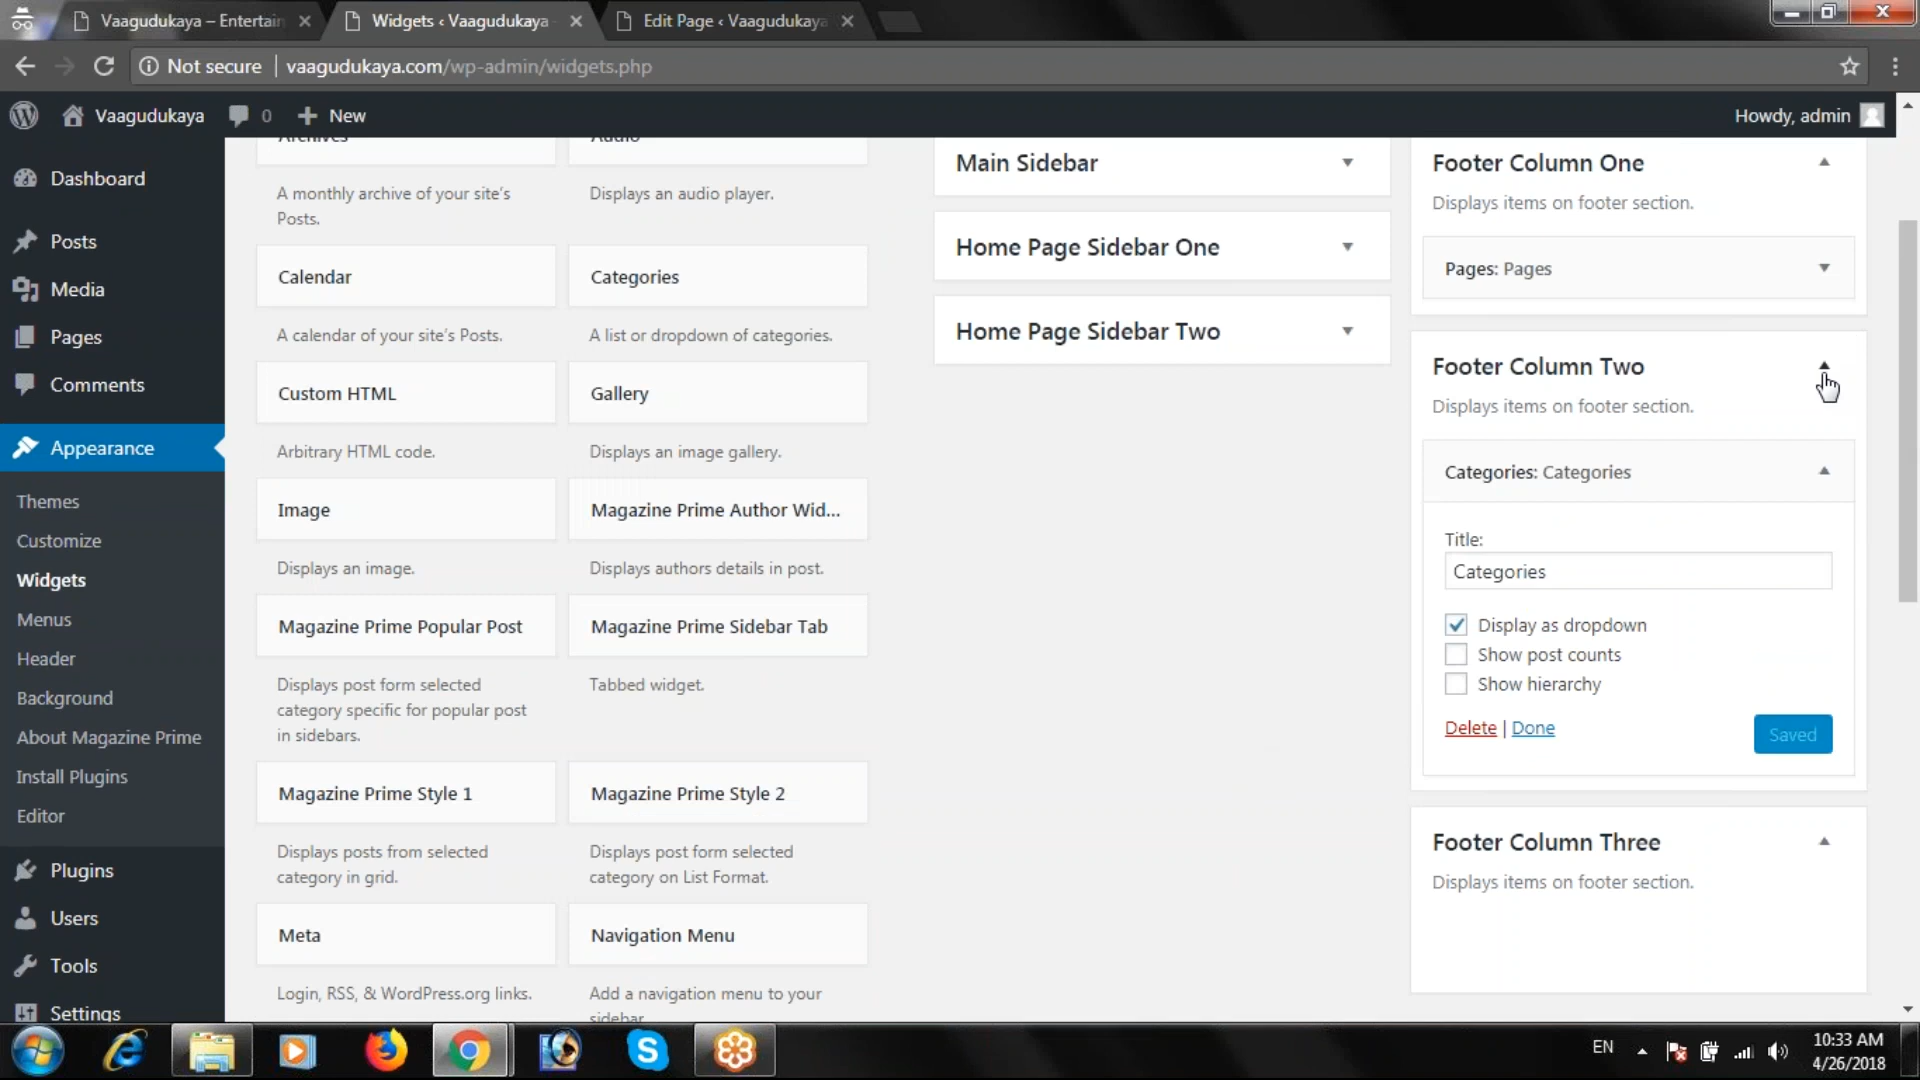 Vaagudukaya – Entertain
Widgets ‹ Vaagudukaya
Edit Page ‹ Vaagudukaya
Not secure
vaagudukaya.com/wp-admin/widgets.php
Vaagudukaya
0
New
Howdy, admin
Dashboard
Posts
Media
Pages
Comments
Appearance
Themes
Customize
Widgets
Menus
Header
Background
About Magazine Prime
Install Plugins
Editor
Plugins
Users
Tools
Settings
Archives
Audio
A monthly archive of your site's
Posts.
Displays an audio player.
Calendar
Categories
A calendar of your site's Posts.
A list or dropdown of categories.
Custom HTML
Gallery
Arbitrary HTML code.
Displays an image gallery.
Image
Magazine Prime Author Wid...
Displays an image.
Displays authors details in post.
Magazine Prime Popular Post
Magazine Prime Sidebar Tab
Displays post form selected
category specific for popular post
in sidebars.
Tabbed widget.
Magazine Prime Style 1
Magazine Prime Style 2
Displays posts from selected
category in grid.
Displays post form selected
category on List Format.
Meta
Navigation Menu
Login, RSS, & WordPress.org links.
Add a navigation menu to your
sidebar.
Main Sidebar
Home Page Sidebar One
Home Page Sidebar Two
Footer Column One
Displays items on footer section.
Pages: Pages
Footer Column Two
Displays items on footer section.
Categories: Categories
Title:
Categories
Display as dropdown
Show post counts
Show hierarchy
Delete | Done
Saved
Footer Column Three
Displays items on footer section.
EN
10:33 AM
4/26/2018